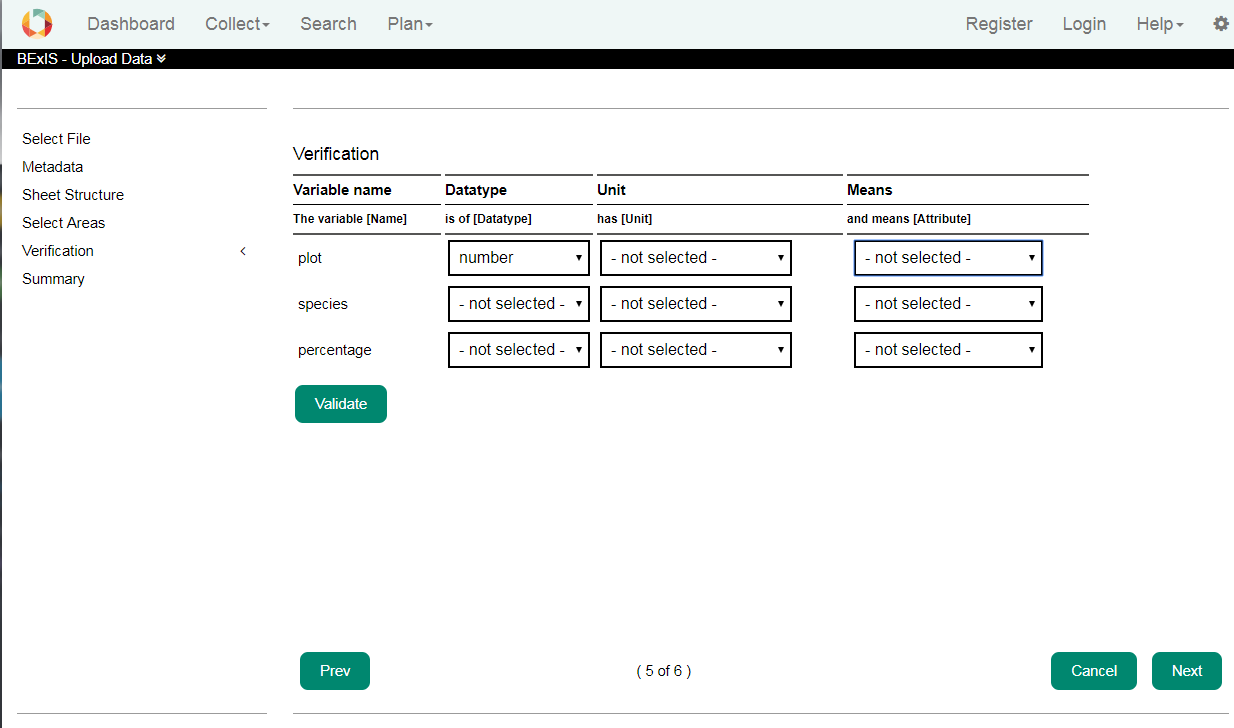 Dashboard Collect Search Plan Register Login Help
BExIS - Upload Data
Select File
Metadata
Sheet Structure
Select Areas
Verification
Summary
Verification
Variable name Datatype Unit Means
The variable [Name] is of [Datatype] has [Unit] and means [Attribute]
plot number - not selected - - not selected -
species - not selected - - not selected - - not selected -
percentage - not selected - - not selected - - not selected -
Validate
Prev ( 5 of 6 ) Cancel Next